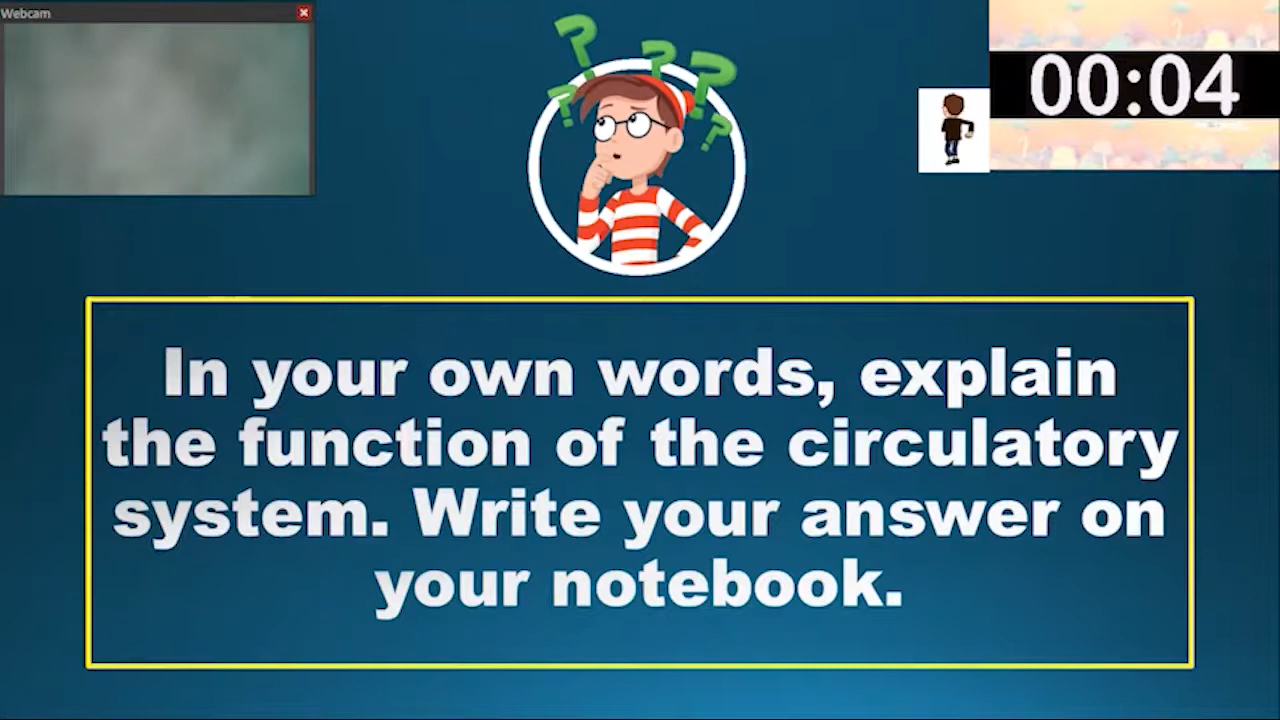 Webcam
00:04
In your own words, explain
the function of the circulatory
system. Write your answer on
your notebook.